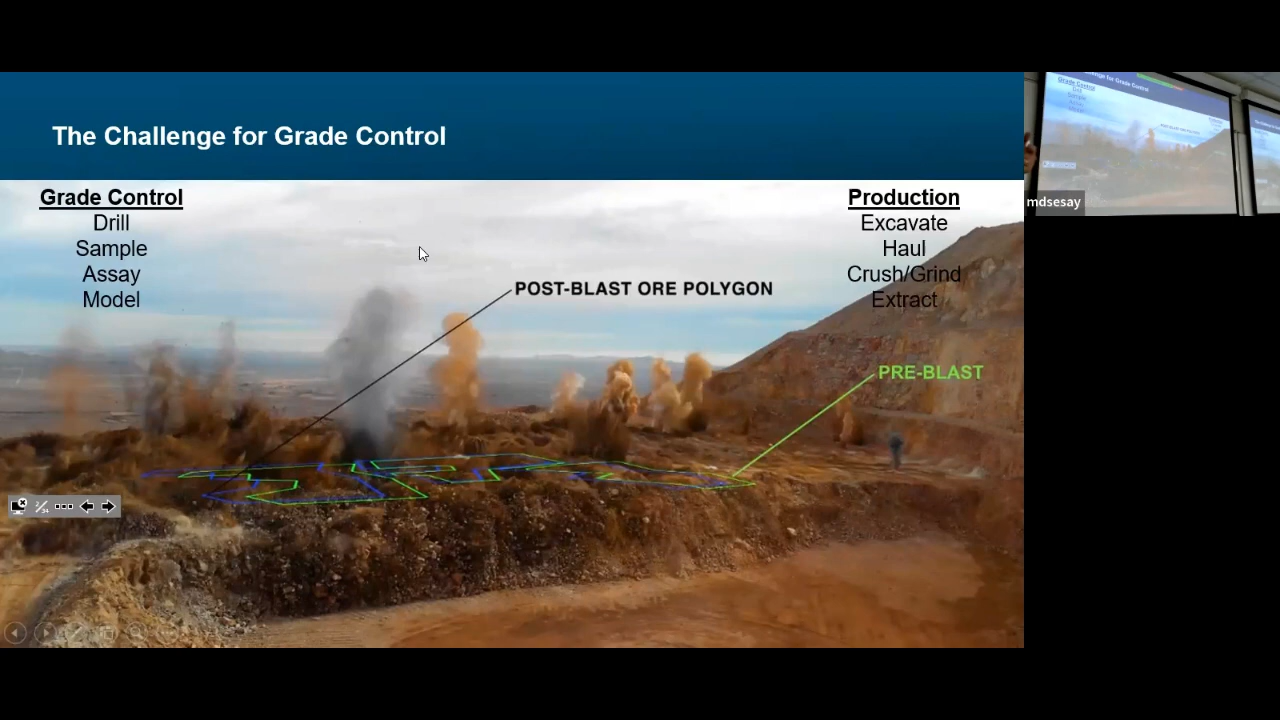 The Challenge for Grade Control
Grade Control
Drill
Sample
Assay
Model
Production
Excavate
Haul
Crush/Grind
Extract
POST-BLAST ORE POLYGON
PRE-BLAST
mdsesay